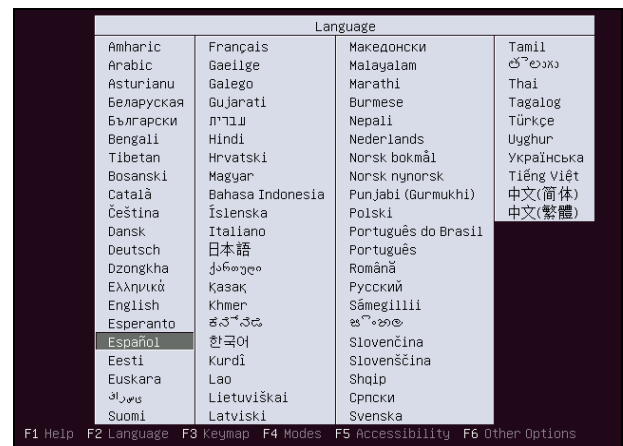 Language
Amharic
Arabic
Asturianu
Беларуская
Български
Bengali
Tibetan
Bosanski
Català
Čeština
Dansk
Deutsch
Dzongkha
Ελληνικά
English
Esperanto
Español
Eesti
Euskara
Suomi
Français
Gaeilge
Galego
Gujarati
עברית
Hindi
Hrvatski
Magyar
Bahasa Indonesia
Íslenska
Italiano
日本語
ქართული
Қазақ
Khmer
ಕನ್ನಡ
한국어
Kurdî
Lao
Lietuviškai
Latviski
Македонски
Malayalam
Marathi
Burmese
Nepali
Nederlands
Norsk bokmål
Norsk nynorsk
Punjabi (Gurmukhi)
Polski
Português do Brasil
Português
Română
Русский
Sámegillii
සිංහල
Slovenčina
Slovenščina
Shqip
Српски
Svenska
Tamil
తెలుగు
Thai
Tagalog
Türkçe
Uyghur
Українська
Tiếng Việt
中文(简体)
中文(繁體)
F1 Help F2 Language F3 Keymap F4 Modes F5 Accessibility F6 Other Options